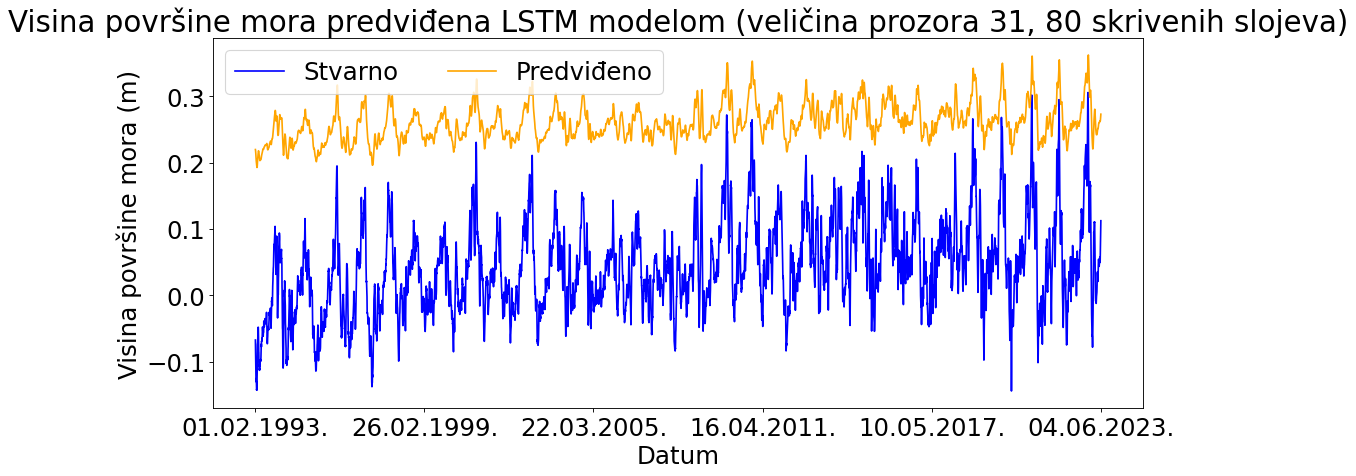 Visina površine mora predviđena LSTM modelom (veličina prozora 31, 80 skrivenih slojeva)
Stvarno
Predviđeno
Visina površine mora (m)
0.3
0.2
0.1
0.0
−0.1
01.02.1993.
26.02.1999.
22.03.2005.
16.04.2011.
10.05.2017.
04.06.2023.
Datum